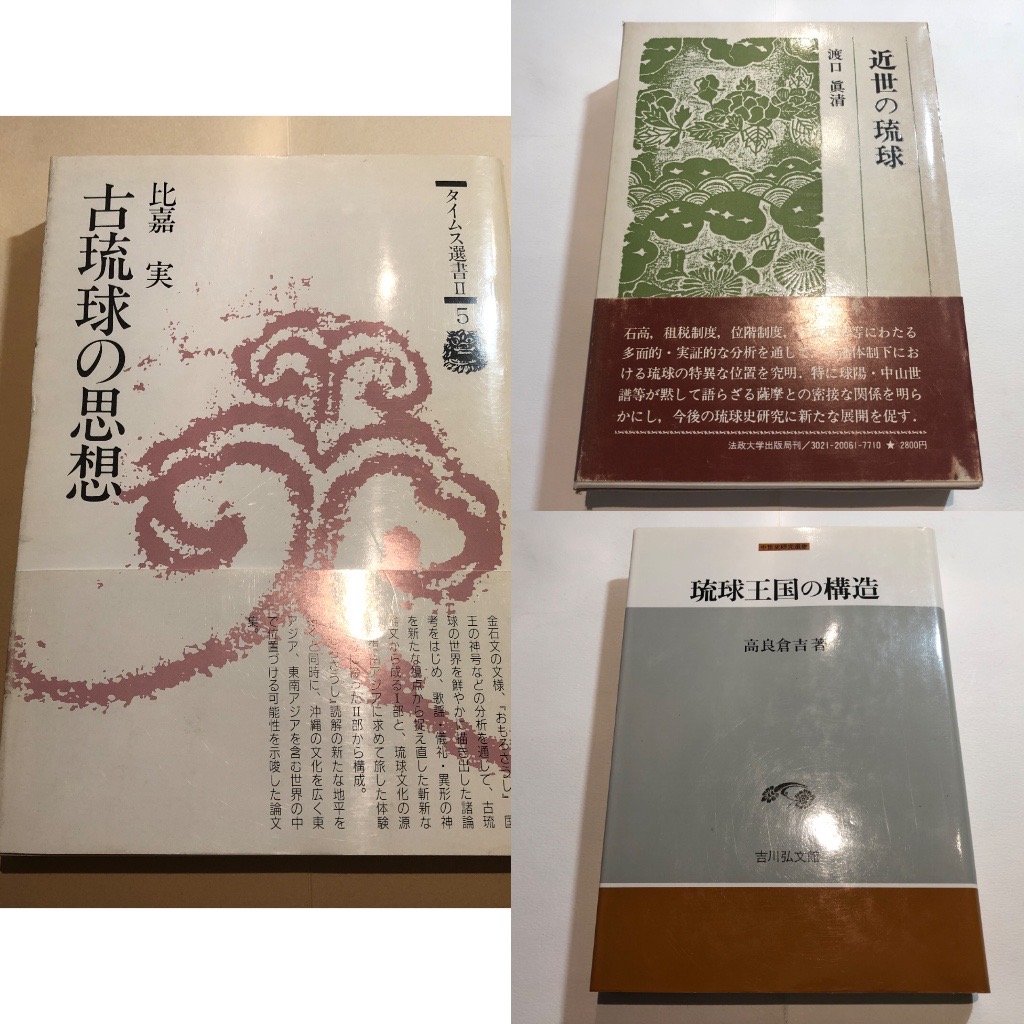 比嘉 実
古琉球の思想
タイムス選書II
5
金石文の文様、『おもろさうし』国
王の神号などの分析を通して、古琉
球の世界を鮮やかに描き出した諸論
考をはじめ、歌謡・儀礼・異形の神
を新たな視点から捉え直した斬新な
論文から成るI部と、琉球文化の源
アジアに求めて旅した体験
II部から構成。
読解の新たな地平を
と同時に、沖縄の文化を広く東
アジア、東南アジアを含む世界の中
で位置づける可能性を示唆した論文
集。
近世の琉球
渡口 眞清
石高，租税制度，位階制度，等にわたる
多面的・実証的な分析を通し体制下にお
ける琉球の特異な位置を究明．特に球陽・中山世
譜等が黙して語らざる薩摩との密接な関係を明ら
かにし，今後の琉球史研究に新たな展開を促す．
法政大学出版局刊／3021-20061-7710 ★ 2800円
中世史研究選書
琉球王国の構造
高良倉吉著
吉川弘文館